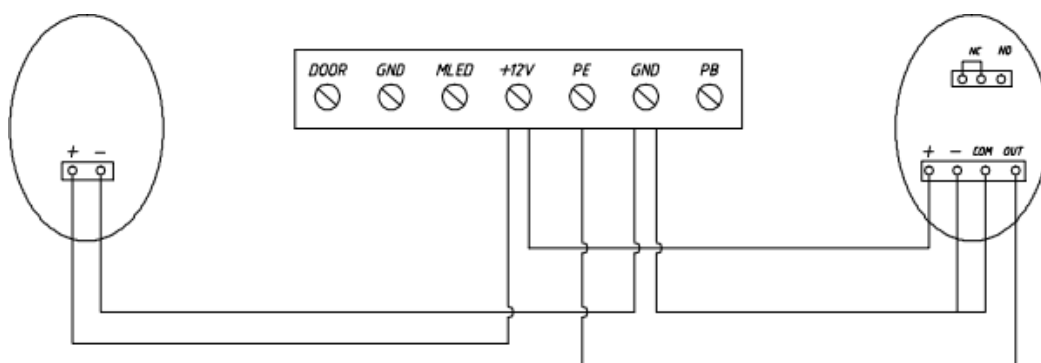 NC NO
DOOR GND MLED +12V PE GND PB
+ - + - COM OUT